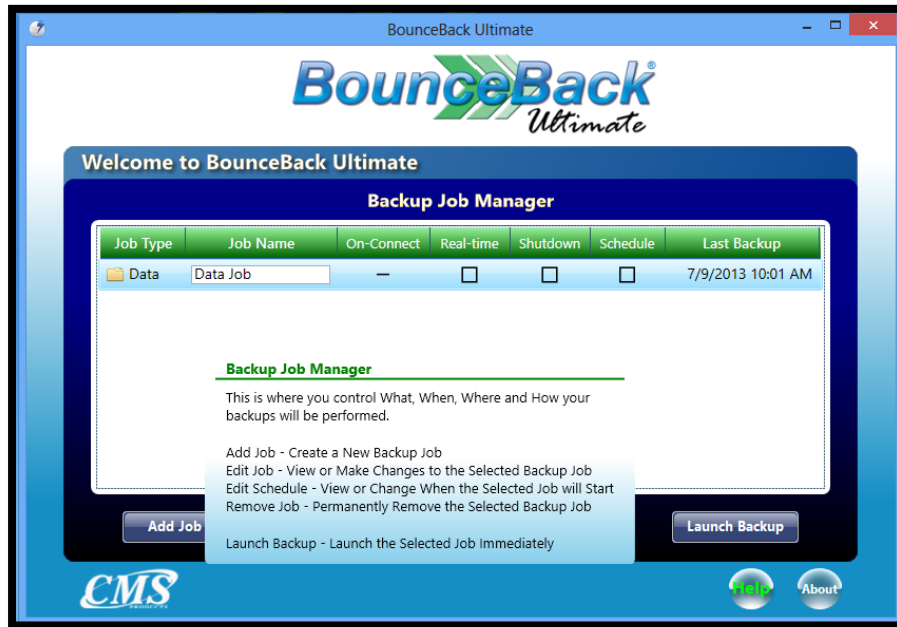 BounceBack Ultimate
BounceBack®
Ultimate
Welcome to BounceBack Ultimate
Backup Job Manager
Job Type Job Name On-Connect Real-time Shutdown Schedule Last Backup
Data Data Job 7/9/2013 10:01 AM
Backup Job Manager
This is where you control What, When, Where and How your
backups will be performed.
Add Job - Create a New Backup Job
Edit Job - View or Make Changes to the Selected Backup Job
Edit Schedule - View or Change When the Selected Job will Start
Remove Job - Permanently Remove the Selected Backup Job
Launch Backup - Launch the Selected Job Immediately
Add Job Launch Backup
CMS
PRODUCTS
Help About